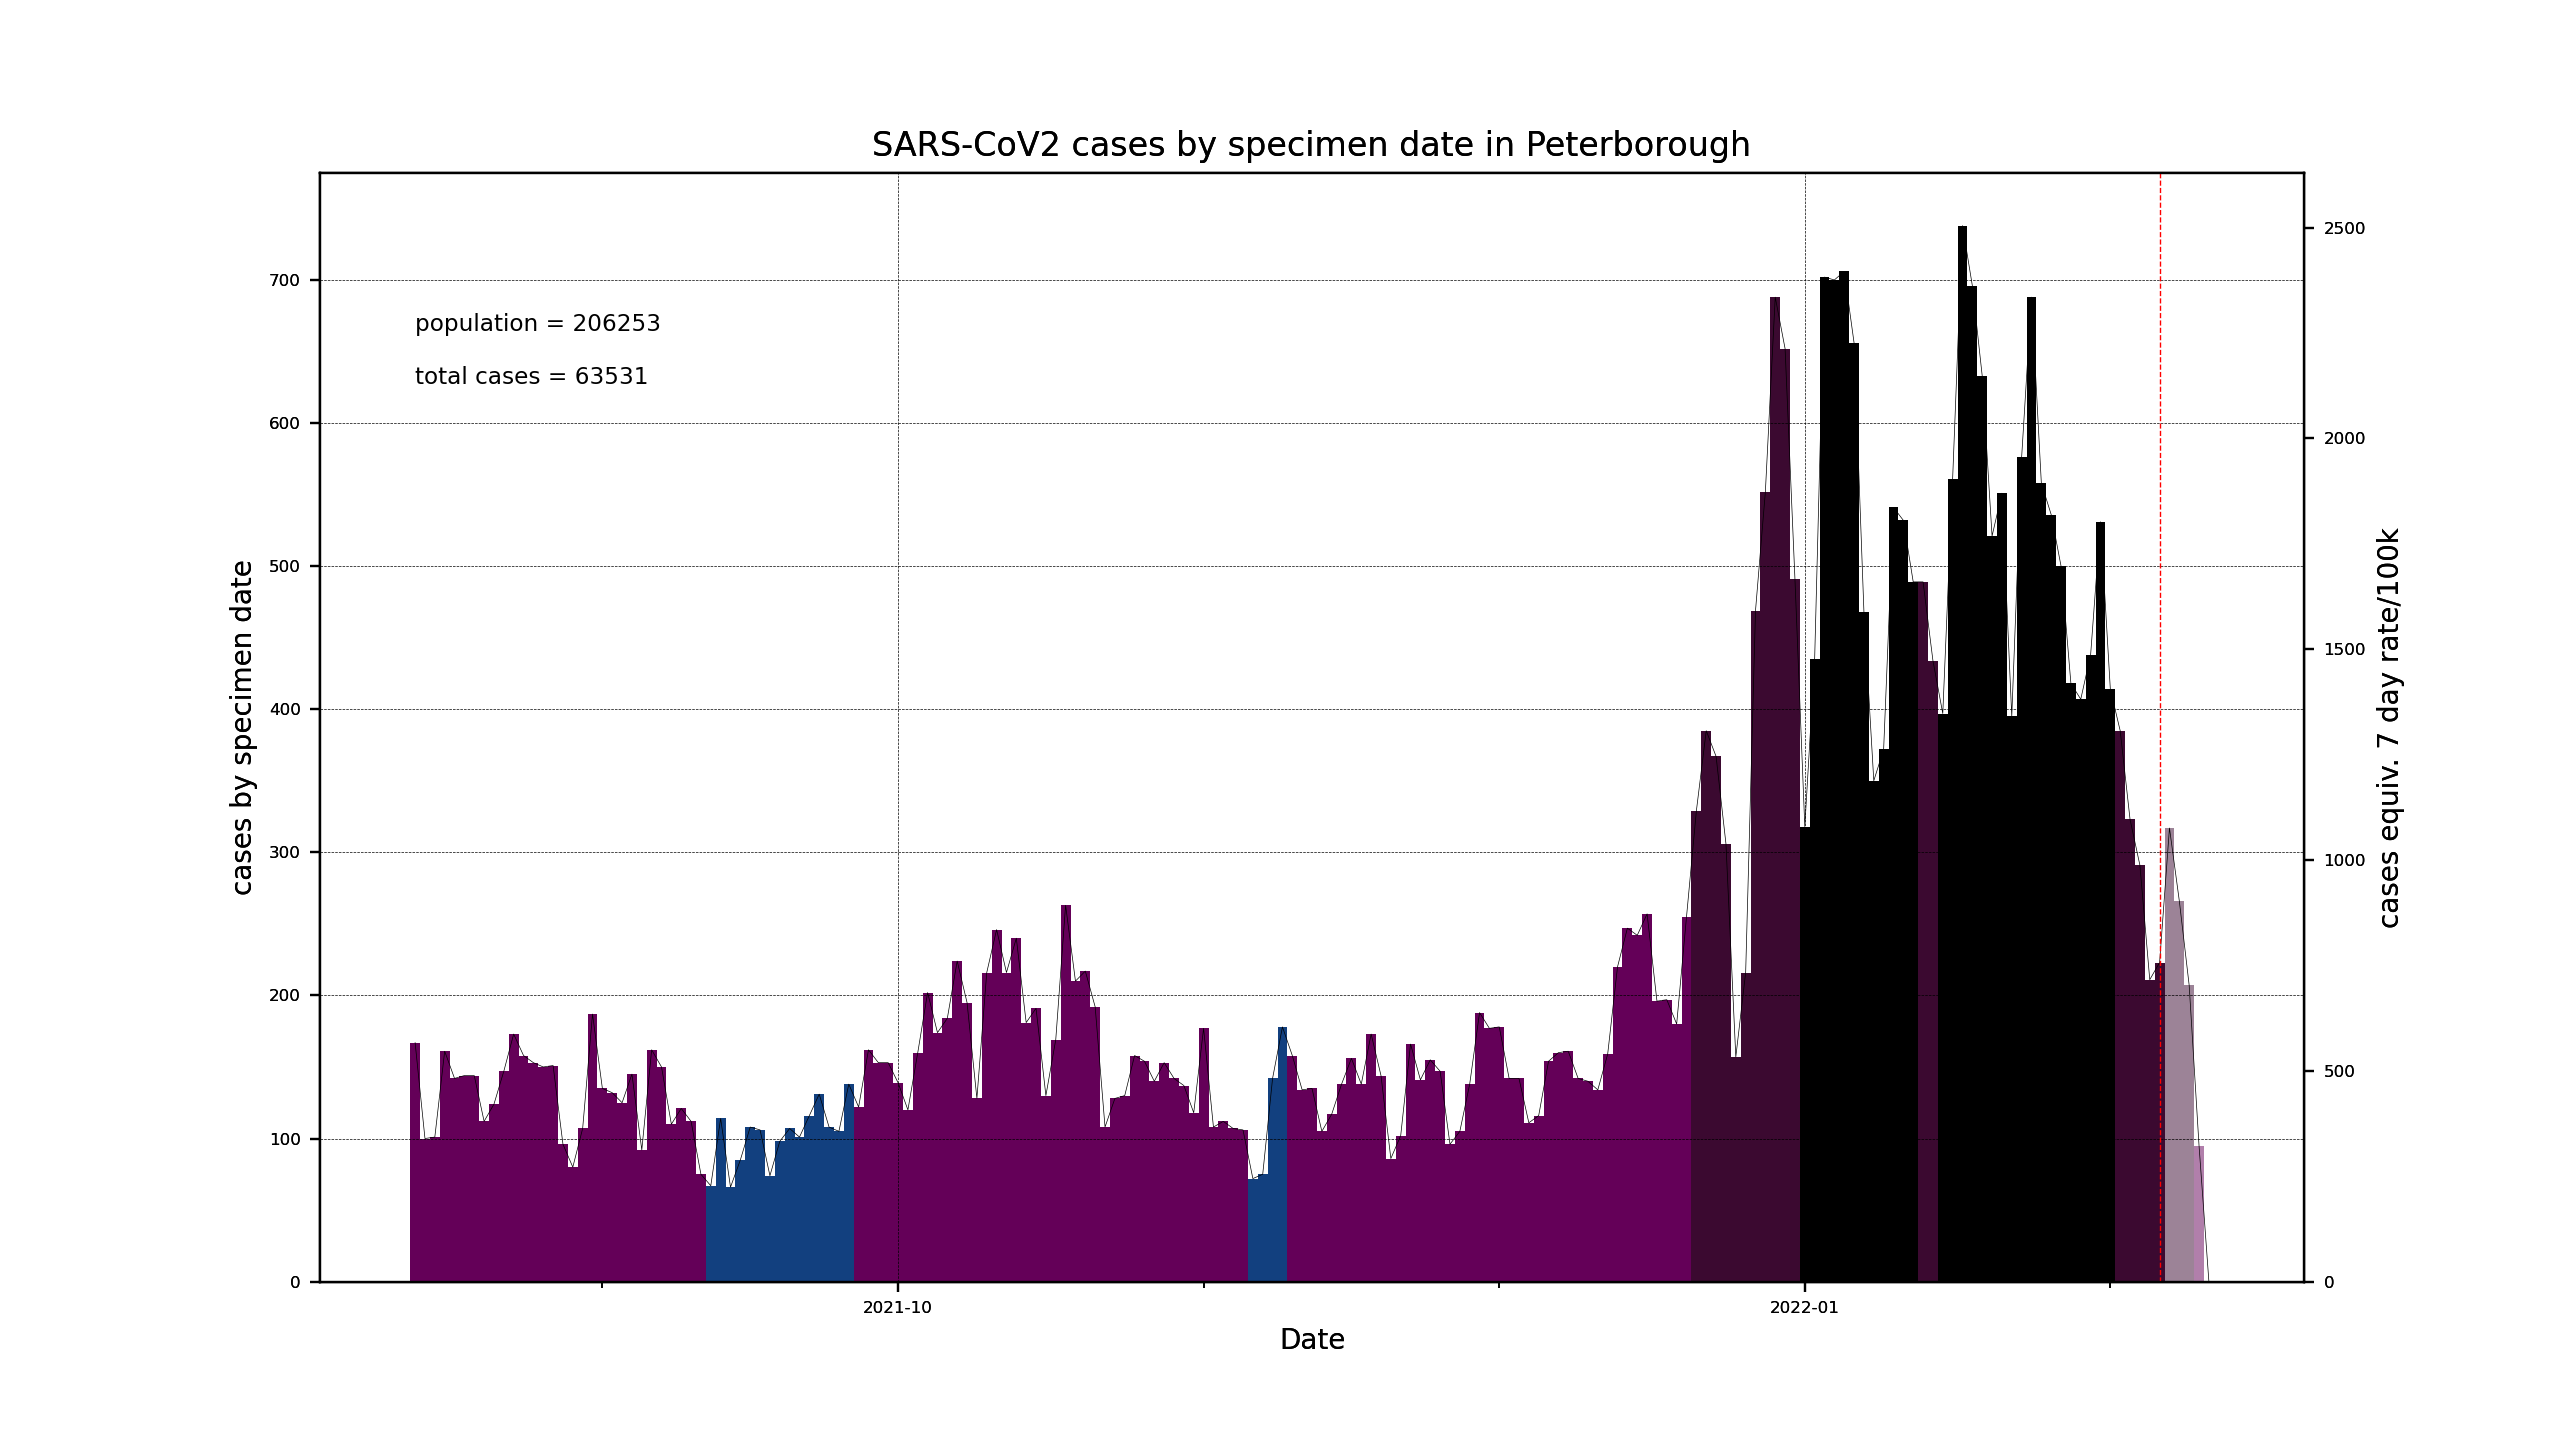 SARS-CoV2 cases by specimen date in Peterborough
population = 206253
total cases = 63531
cases by specimen date
700
600
500
400
300
200
100
0
2500
2000
1500
1000
500
0
cases equiv. 7 day rate/100k
2021-10
2022-01
Date